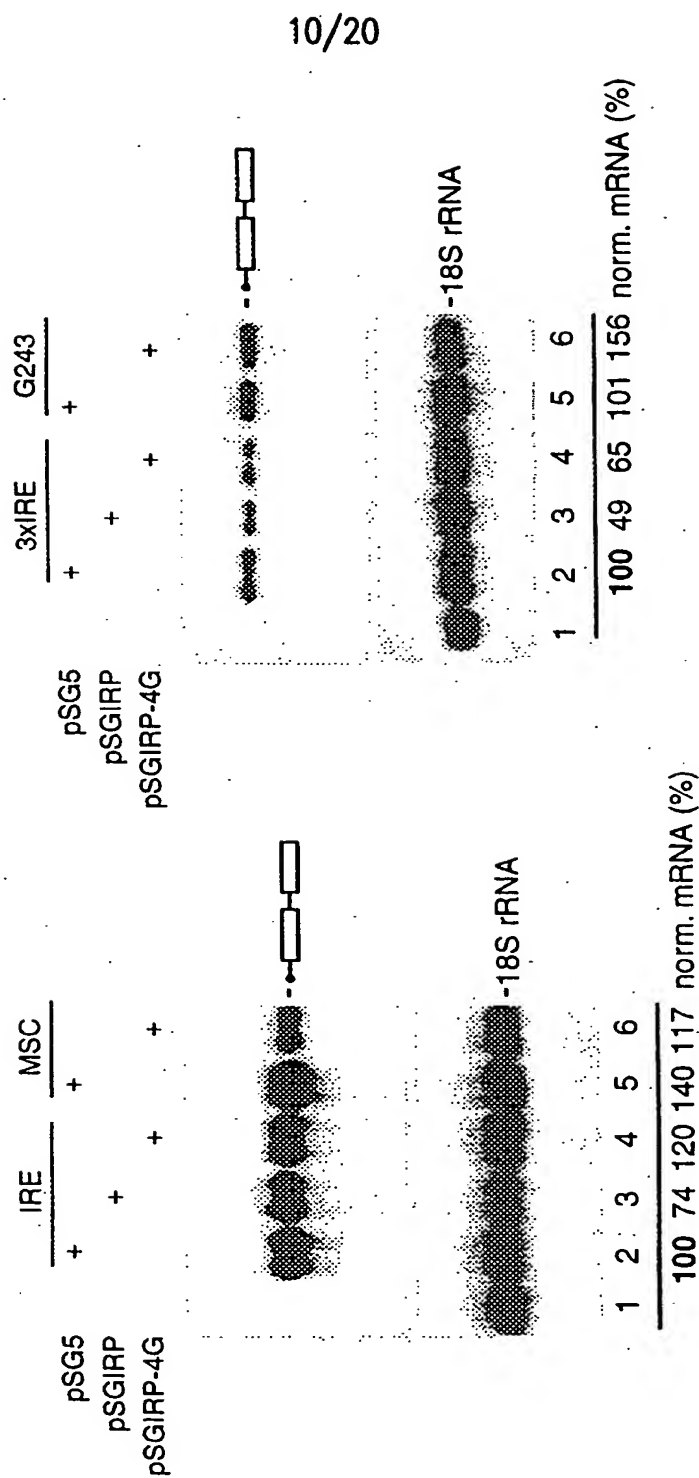 10/20
IRE MSC
pSG5 + +
pSGIRP +
pSGIRP-4G + +
-18S rRNA
1 2 3 4 5 6
100 74 120 140 117 norm. mRNA (%)
3xIRE G243
pSG5 + +
pSGIRP +
pSGIRP-4G + +
-18S rRNA
1 2 3 4 5 6
100 49 65 101 156 norm. mRNA (%)